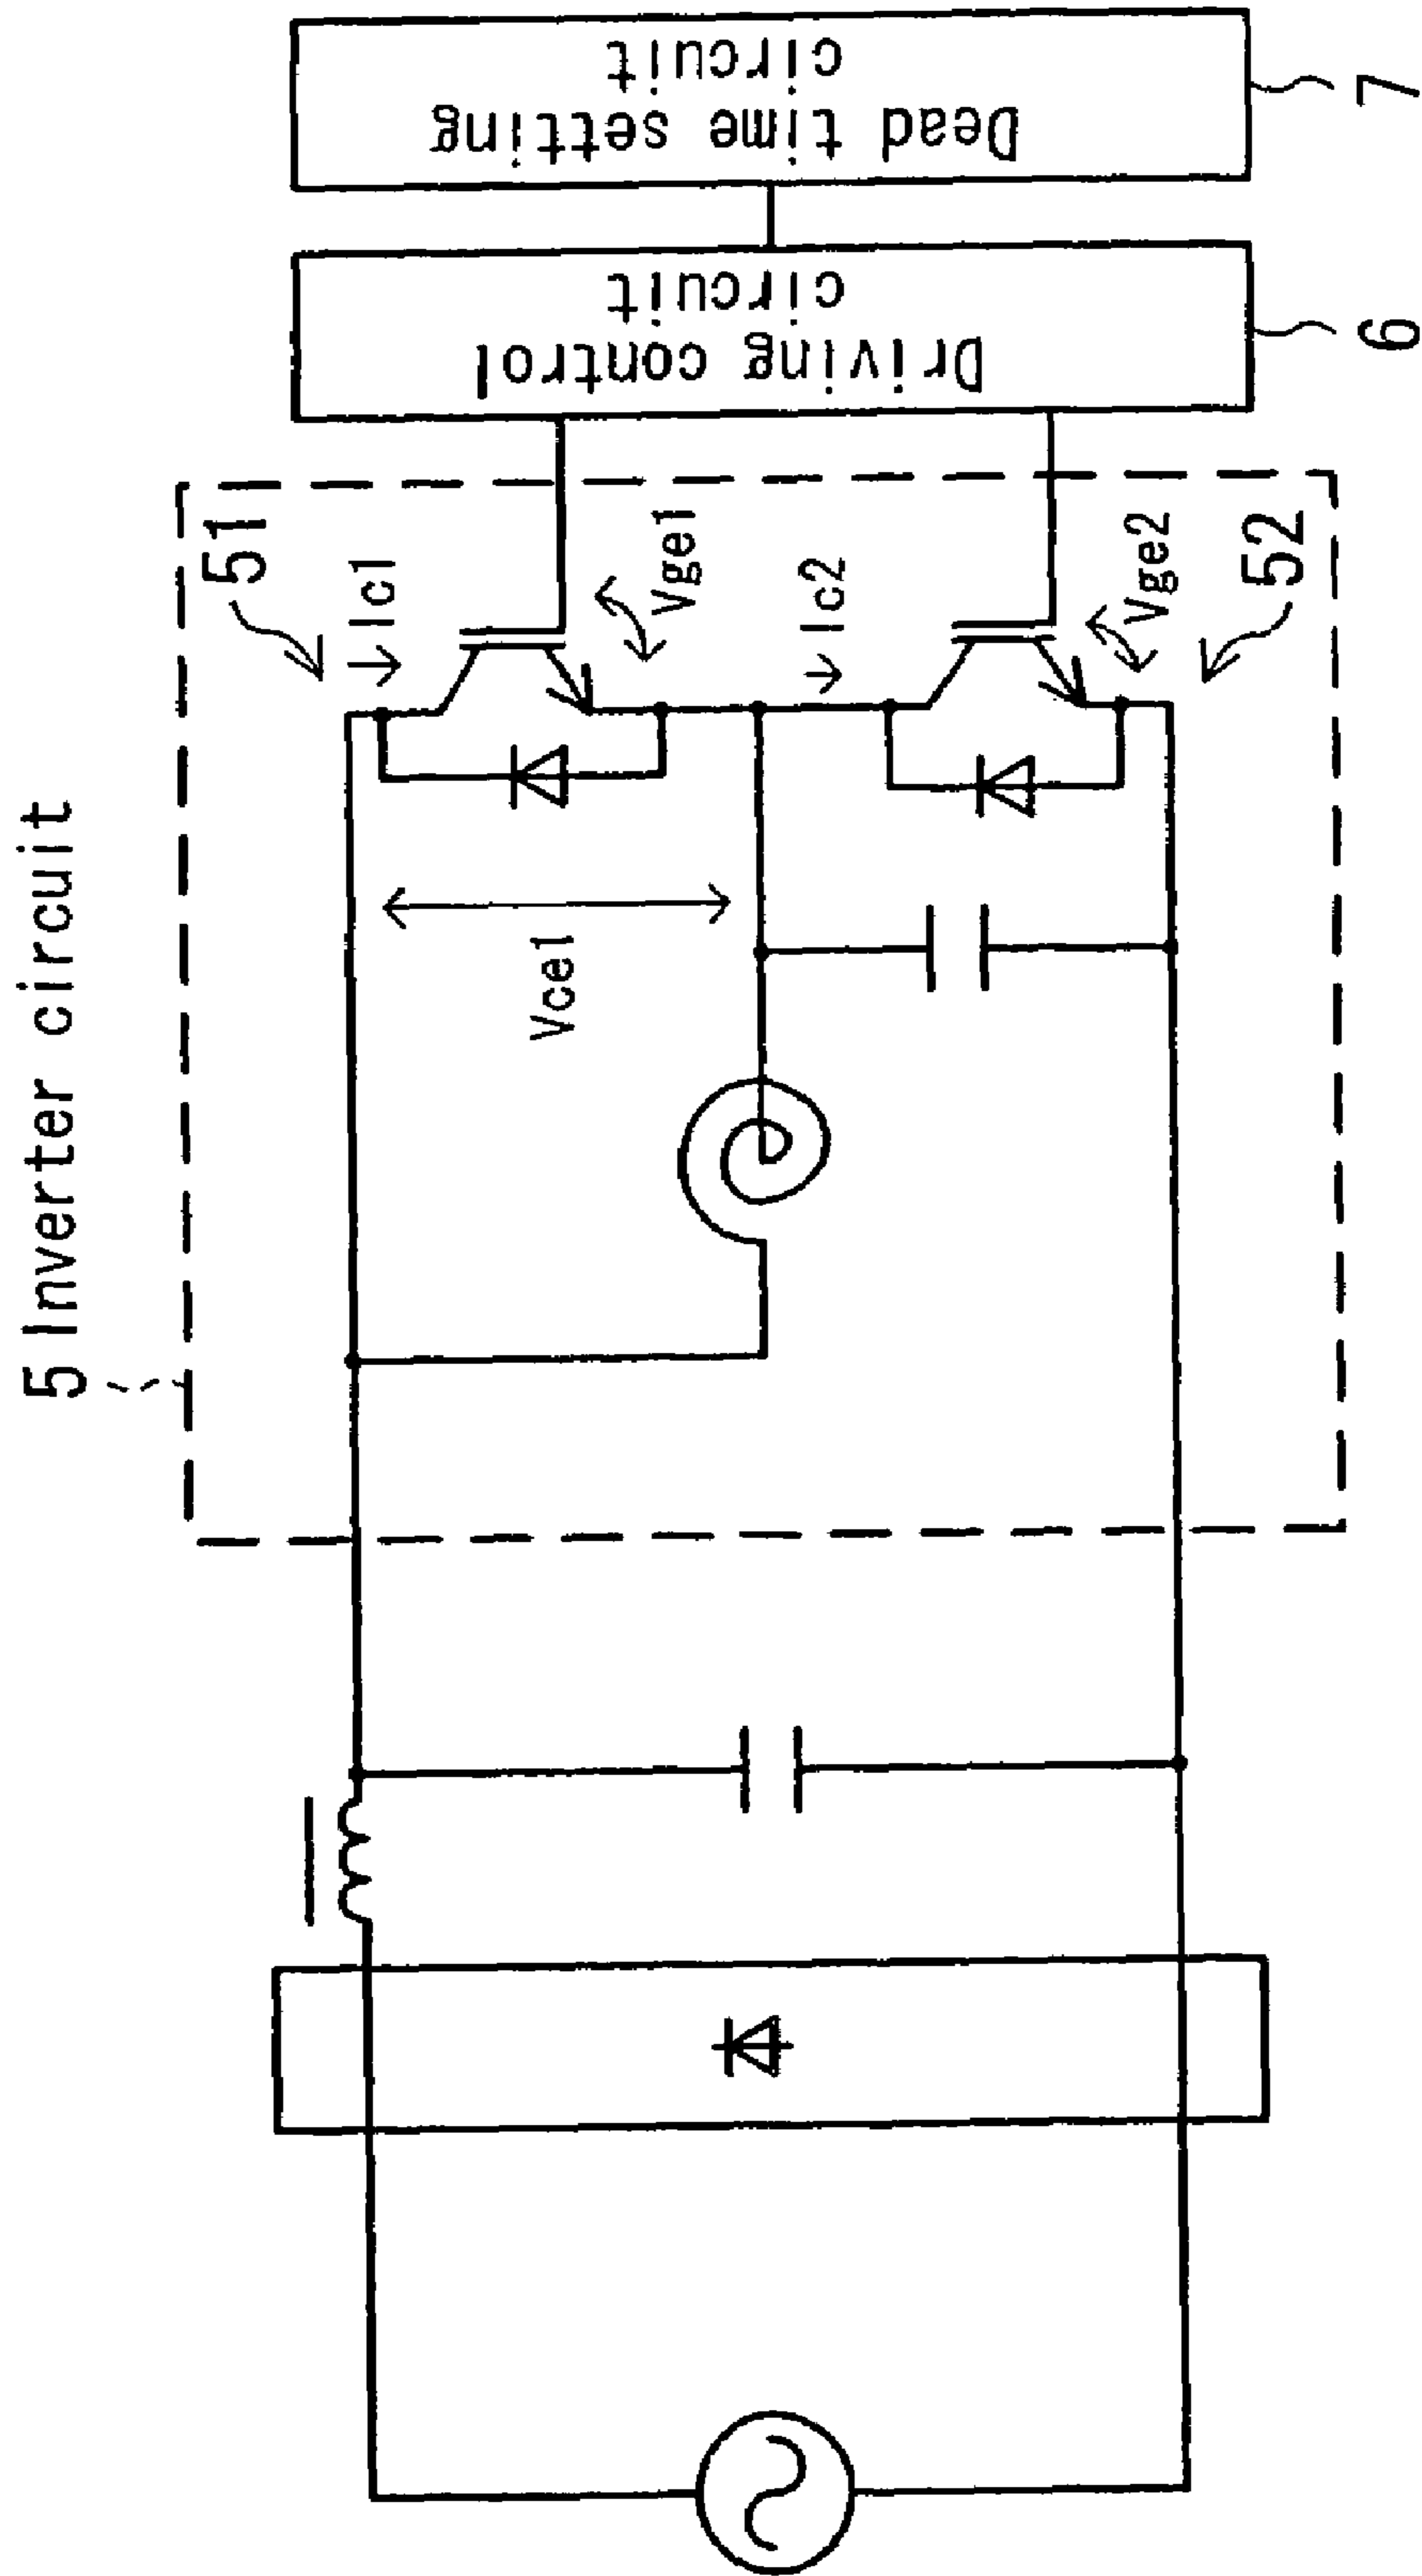 5 Inverter circuit
51
Ic1
Vge1
Vce1
Ic2
Vge2
52
Driving control
circuit
6
Dead time setting
circuit
7